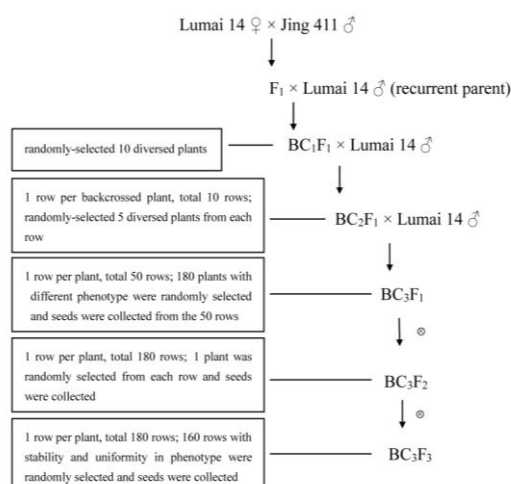 Lumai 14 ♀ × Jing 411 ♂
F₁ × Lumai 14 ♂ (recurrent parent)
randomly-selected 10 diversed plants
BC₁F₁ × Lumai 14 ♂
1 row per backcrossed plant, total 10 rows;
randomly-selected 5 diversed plants from each
row
BC₂F₁ × Lumai 14 ♂
1 row per plant, total 50 rows; 180 plants with
different phenotype were randomly selected
and seeds were collected from the 50 rows
BC₃F₁
⊗
1 row per plant, total 180 rows; 1 plant was
randomly selected from each row and seeds
were collected
BC₃F₂
⊗
1 row per plant, total 180 rows; 160 rows with
stability and uniformity in phenotype were
randomly selected and seeds were collected
BC₃F₃